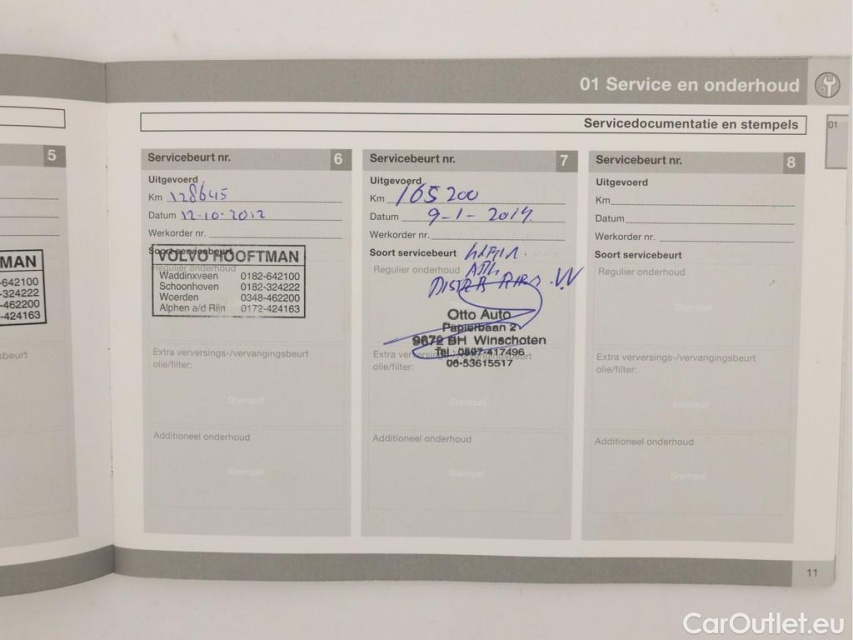 01 Service en onderhoud
01
Servicedocumentatie en stempels
5
MAN
-642100
-324222
-462200
-424163
beurt
Servicebeurt nr. 6
Uitgevoerd
Km 128645
Datum 12-10-2012
Werkorder nr.
Soort servicebeurt
VOLVO HOOFTMAN
Regulier onderhoud
Waddinxveen 0182-642100
Schoonhoven 0182-324222
Woerden 0348-462200
Alphen a/d Rijn 0172-424163
Extra verversings-/vervangingsbeurt
olie/filter:
Stempel
Additioneel onderhoud
Stempel
Servicebeurt nr. 7
Uitgevoerd
Km 165200
Datum 9-1-2014
Werkorder nr.
Soort servicebeurt
Regulier onderhoud
Otto Auto
Papierbaan 2
9672 BH Winschoten
Tel : 0597-417496
06-53615517
Extra verversings-/vervangingsbeurt
olie/filter:
Stempel
Additioneel onderhoud
Stempel
Servicebeurt nr. 8
Uitgevoerd
Km
Datum
Werkorder nr.
Soort servicebeurt
Regulier onderhoud
Stempel
Extra verversings-/vervangingsbeurt
olie/filter:
Stempel
Additioneel onderhoud
Stempel
11
CarOutlet.eu